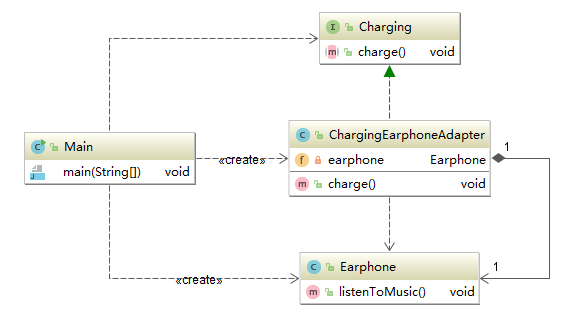 Charging
charge() void
Main
main(String[]) void
«create»
ChargingEarphoneAdapter
earphone Earphone
charge() void
1
1
«create»
Earphone
listenToMusic() void